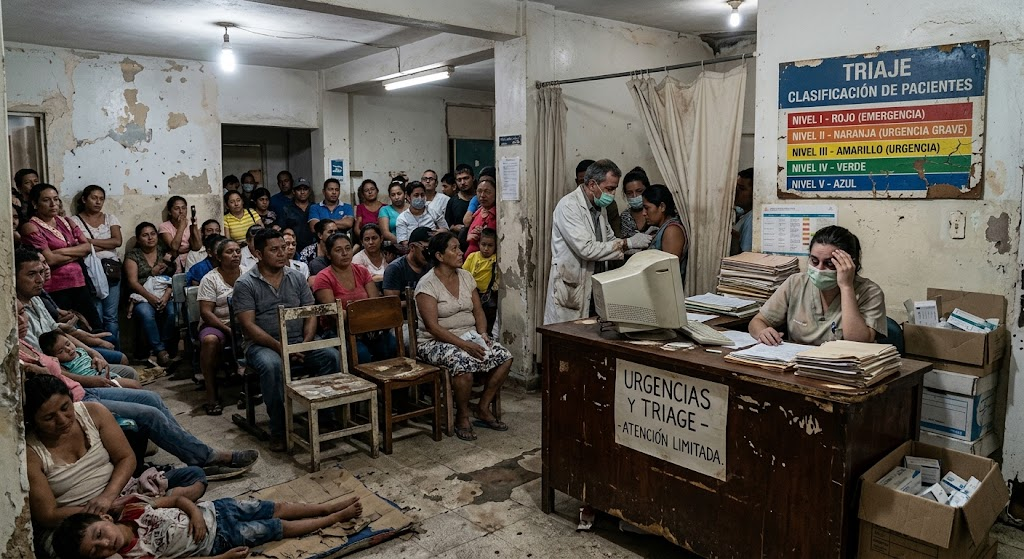 TRIAJE
CLASIFICACIÓN DE PACIENTES
NIVEL I - ROJO (EMERGENCIA)
NIVEL II - NARANJA (URGENCIA GRAVE)
NIVEL III - AMARILLO (URGENCIA)
NIVEL IV - VERDE
NIVEL V - AZUL
URGENCIAS
Y TRIAGE
- ATENCIÓN LIMITADA.